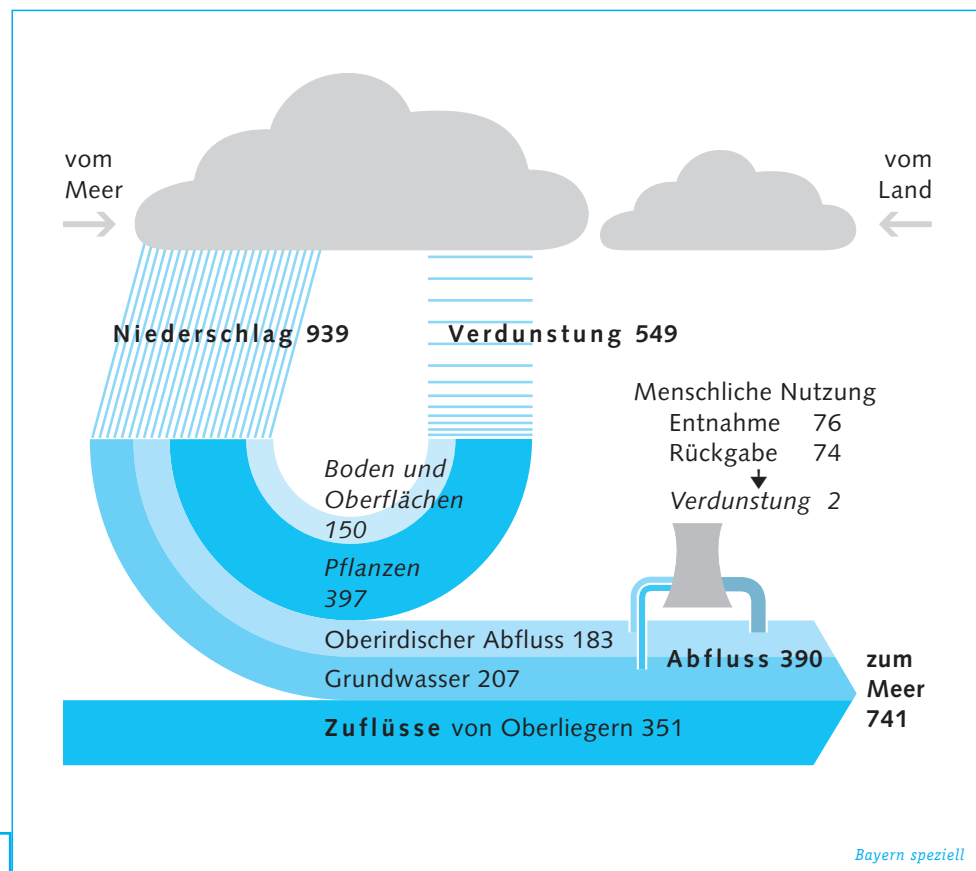 vom
Meer
vom
Land
Niederschlag 939
Verdunstung 549
Menschliche Nutzung
Entnahme 76
Rückgabe 74
Verdunstung 2
Boden und
Oberflächen
150
Pflanzen
397
Oberirdischer Abfluss 183
Grundwasser 207
Abfluss 390
zum
Meer
741
Zuflüsse von Oberliegern 351
Bayern speziell